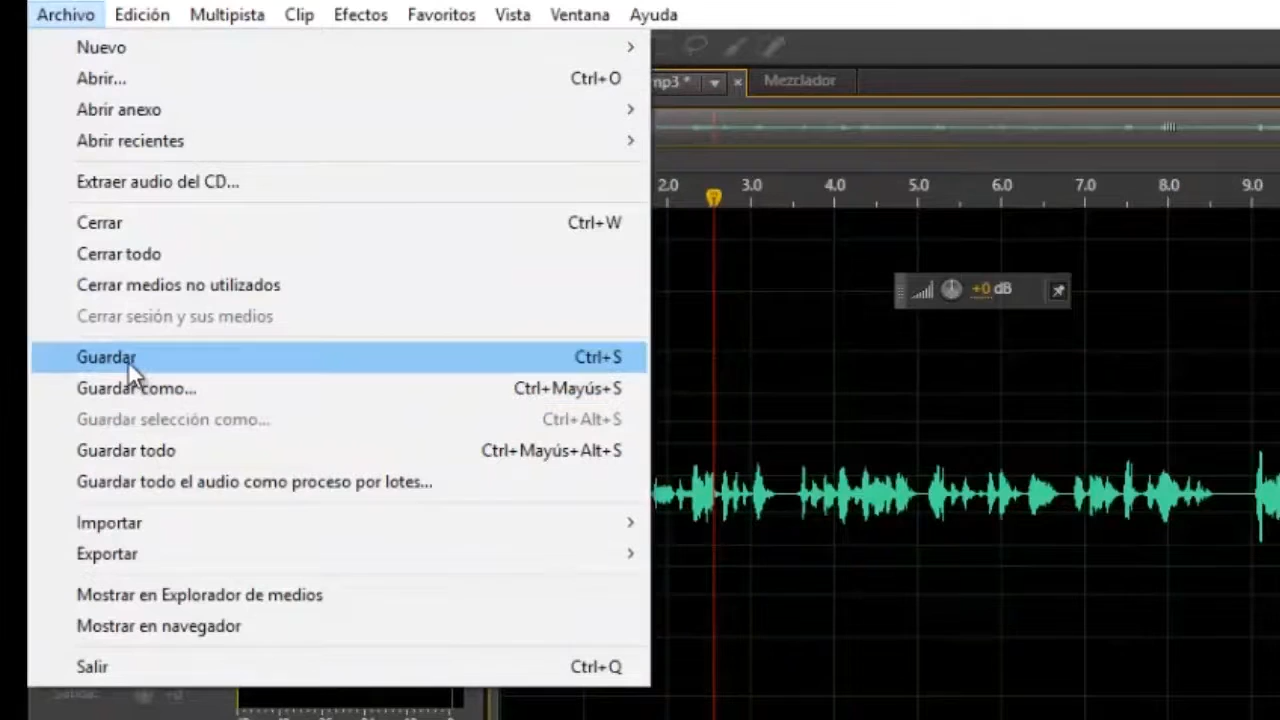 Archivo Edición Multipista Clip Efectos Favoritos Vista Ventana Ayuda
Nuevo
Abrir... Ctrl+O
Abrir anexo
Abrir recientes
Extraer audio del CD...
Cerrar Ctrl+W
Cerrar todo
Cerrar medios no utilizados
Cerrar sesión y sus medios
Guardar Ctrl+S
Guardar como... Ctrl+Mayús+S
Guardar selección como... Ctrl+Alt+S
Guardar todo Ctrl+Mayús+Alt+S
Guardar todo el audio como proceso por lotes...
Importar
Exportar
Mostrar en Explorador de medios
Mostrar en navegador
Salir Ctrl+Q
mp3 * Mezclador
2.0 3.0 4.0 5.0 6.0 7.0 8.0 9.0
+0 dB